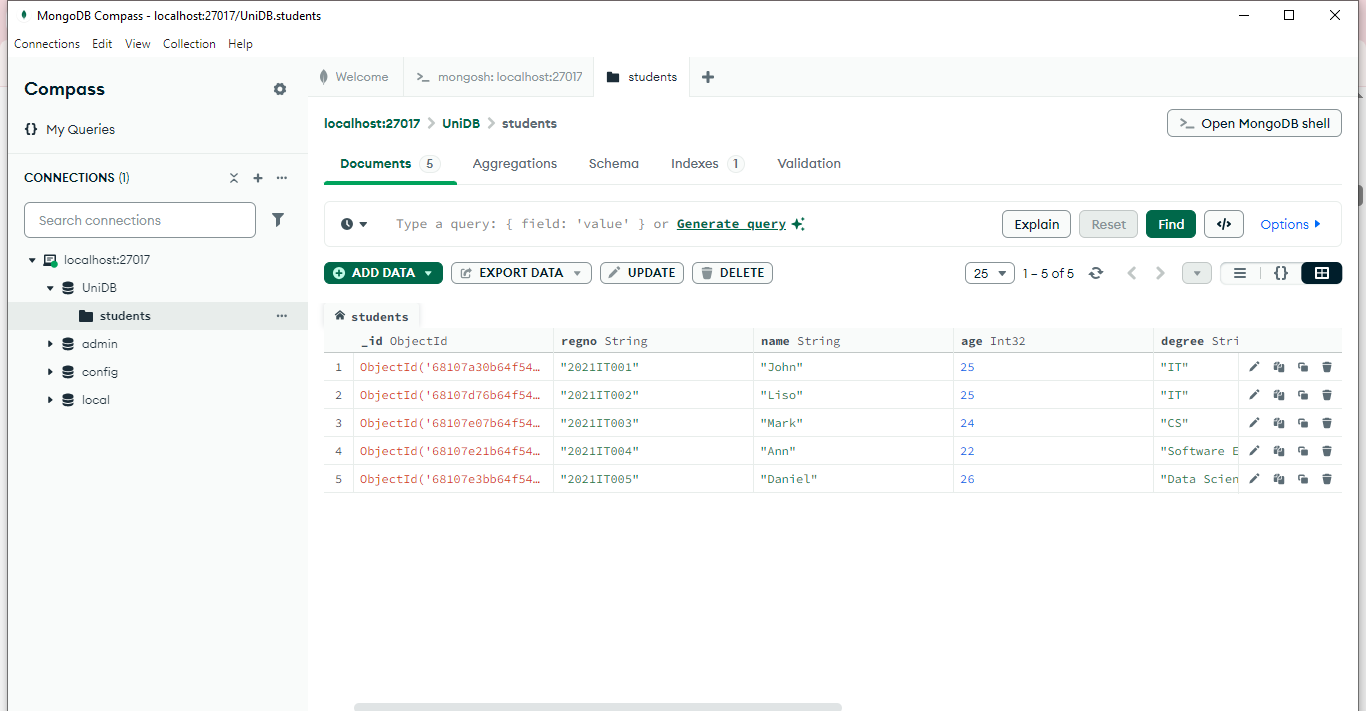 MongoDB Compass - localhost:27017/UniDB.students
Connections Edit View Collection Help
Compass
{} My Queries
CONNECTIONS (1)
Search connections
localhost:27017
UniDB
students
admin
config
local
Welcome
>_ mongosh: localhost:27017
students
localhost:27017 > UniDB > students
>_ Open MongoDB shell
Documents 5 Aggregations Schema Indexes 1 Validation
Type a query: { field: 'value' } or Generate query
Explain Reset Find </> Options
ADD DATA EXPORT DATA UPDATE DELETE
25 1 – 5 of 5 {}
students
_id ObjectId regno String name String age Int32 degree Stri
1 ObjectId('68107a30b64f54… "2021IT001" "John" 25 "IT"
2 ObjectId('68107d76b64f54… "2021IT002" "Liso" 25 "IT"
3 ObjectId('68107e07b64f54… "2021IT003" "Mark" 24 "CS"
4 ObjectId('68107e21b64f54… "2021IT004" "Ann" 22 "Software E
5 ObjectId('68107e3bb64f54… "2021IT005" "Daniel" 26 "Data Scien